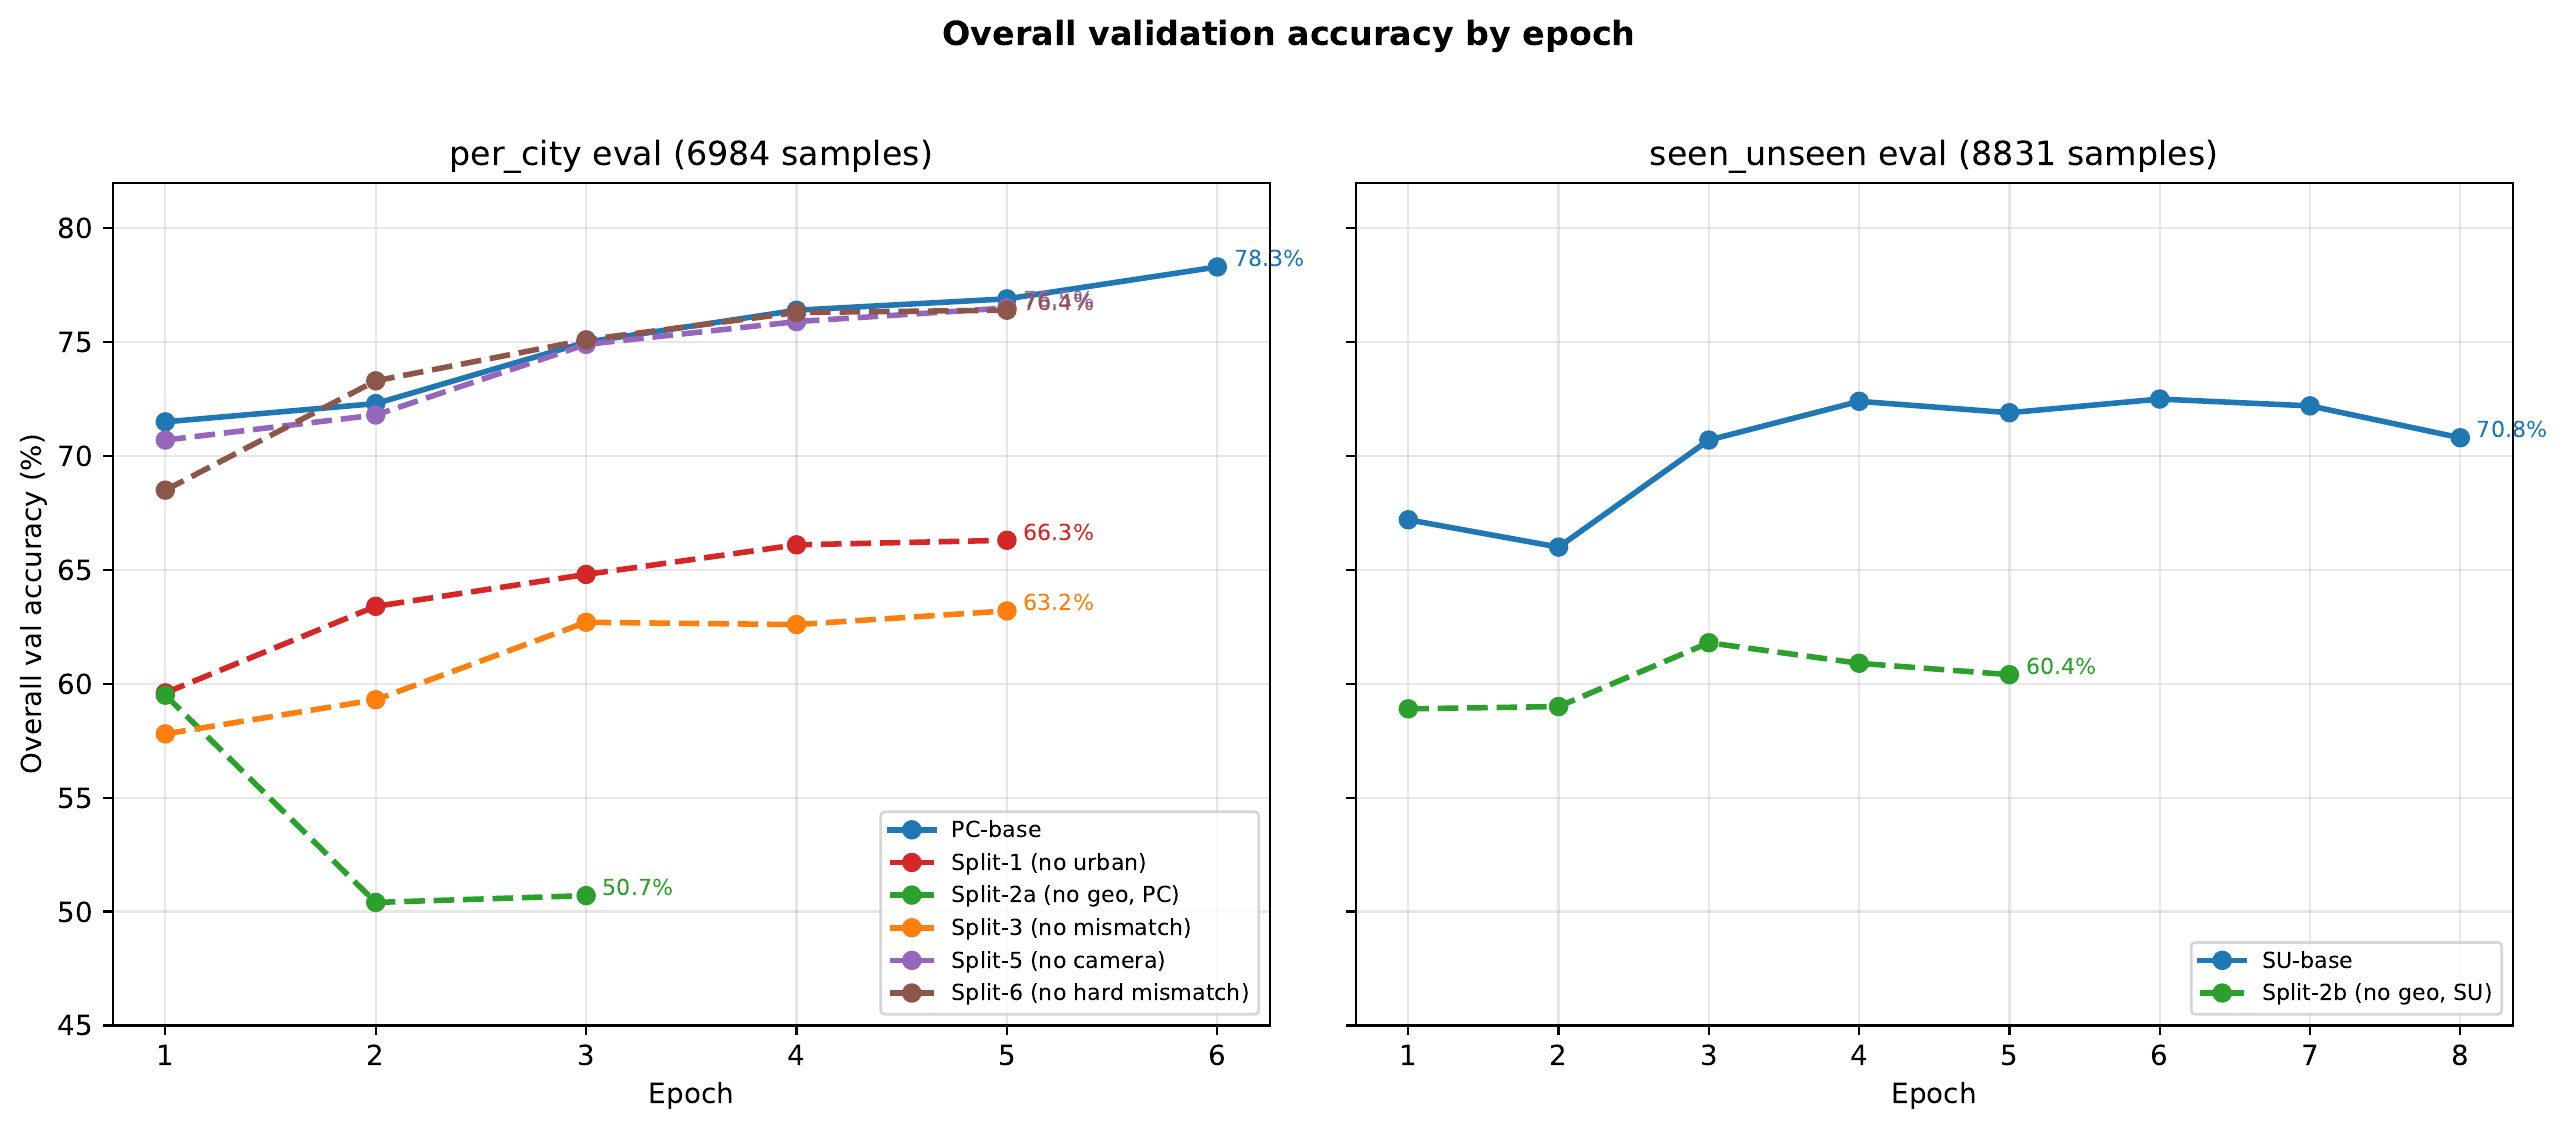 Overall validation accuracy by epoch
per_city eval (6984 samples)
Overall val accuracy (%)
80
75
70
65
60
55
50
45
78.3%
76.4%
66.3%
63.2%
50.7%
PC-base
Split-1 (no urban)
Split-2a (no geo, PC)
Split-3 (no mismatch)
Split-5 (no camera)
Split-6 (no hard mismatch)
1 2 3 4 5 6
Epoch
seen_unseen eval (8831 samples)
70.8%
60.4%
SU-base
Split-2b (no geo, SU)
1 2 3 4 5 6 7 8
Epoch